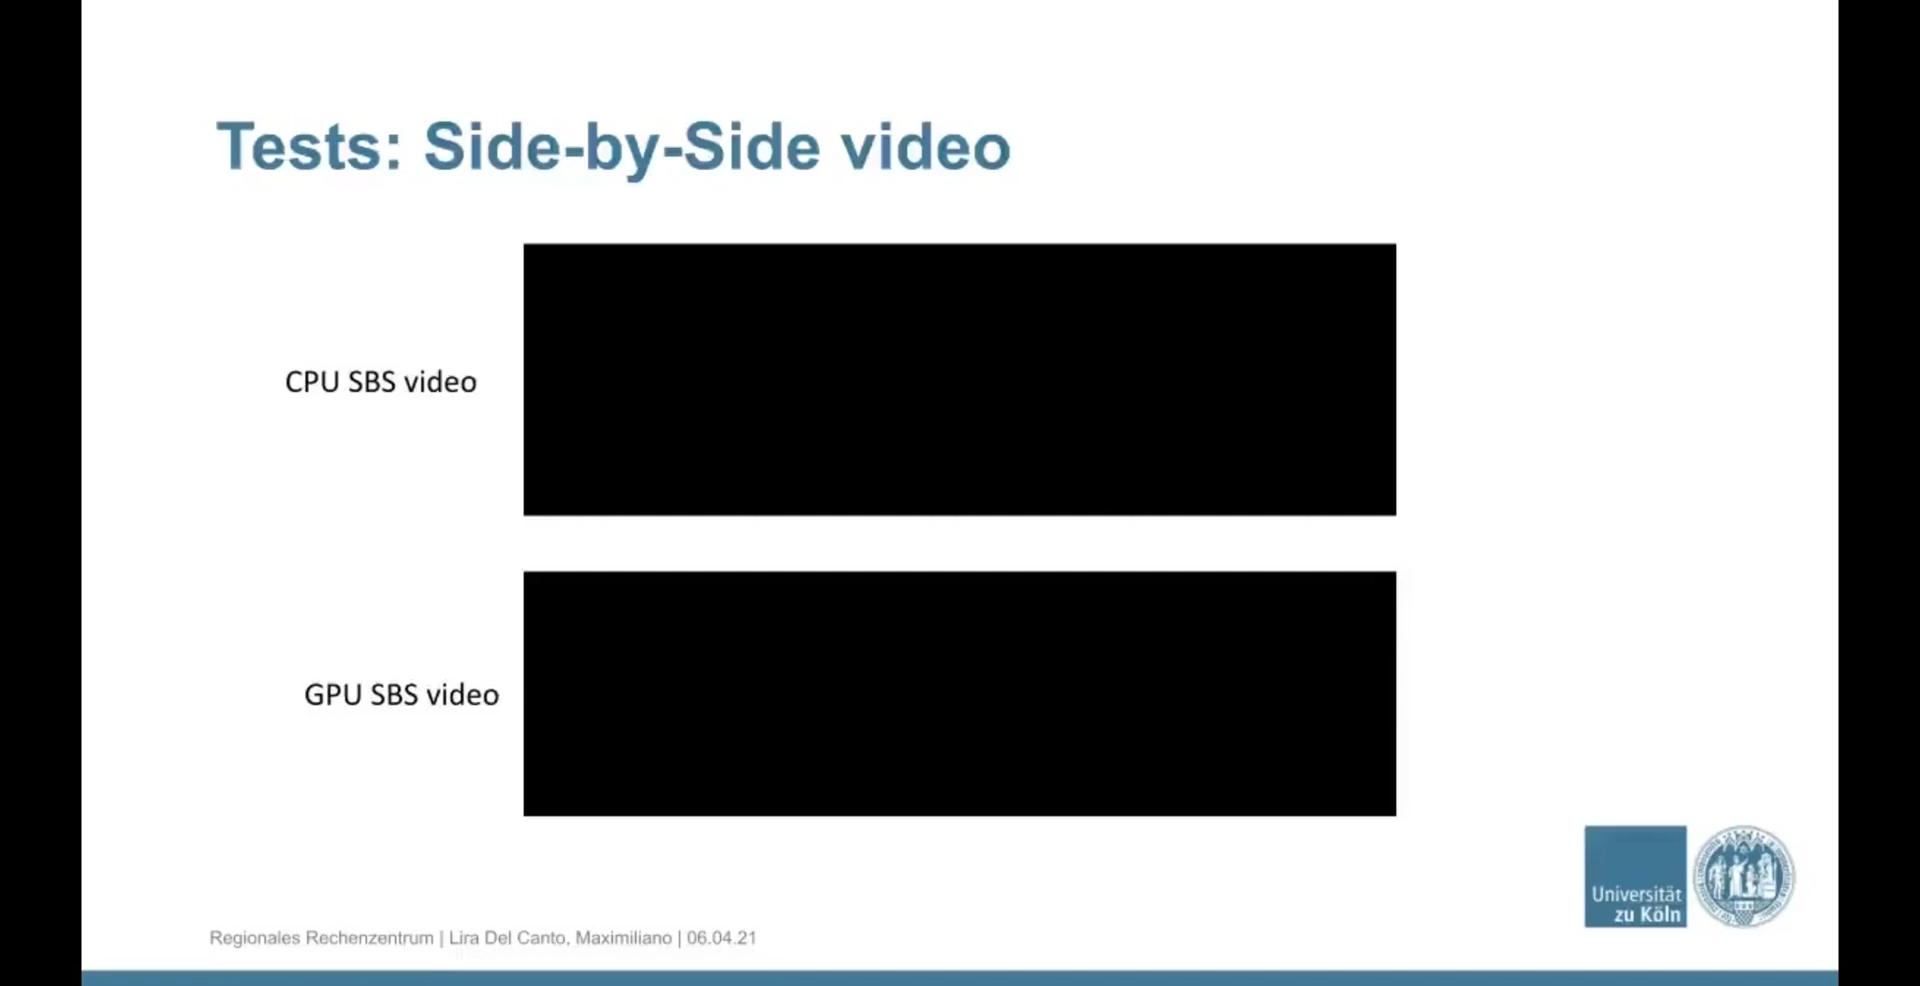 Tests: Side-by-Side video
CPU SBS video
GPU SBS video
Universität
zu Köln
Regionales Rechenzentrum | Lira Del Canto, Maximiliano | 06.04.21